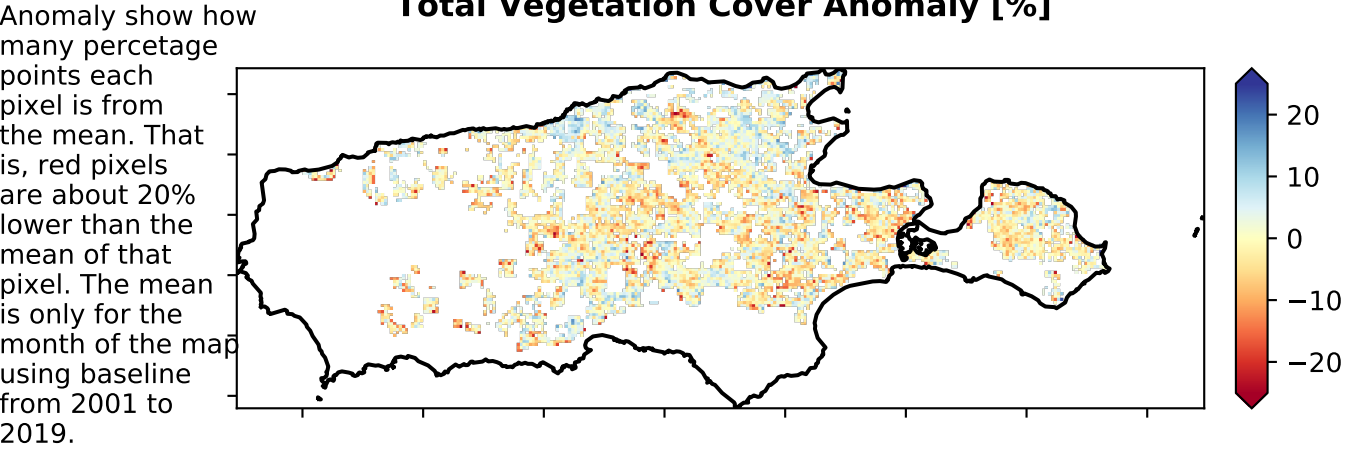 Total Vegetation Cover Anomaly [%]
Anomaly show how
many percetage
points each
pixel is from
the mean. That
is, red pixels
are about 20%
lower than the
mean of that
pixel. The mean
is only for the
month of the map
using baseline
from 2001 to
2019.
20
10
0
−10
−20